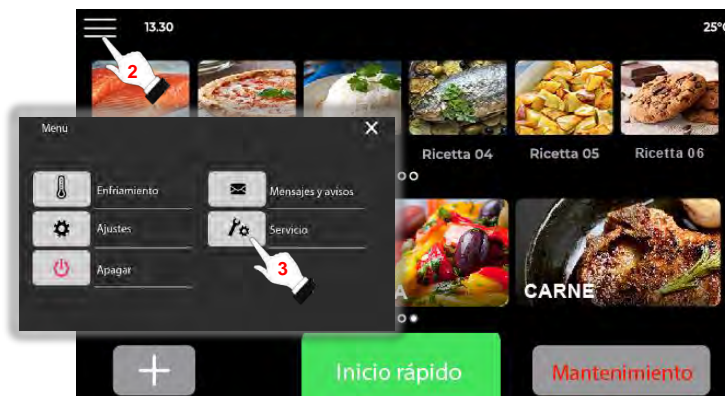 13.30
25°C
2
Menu
X
Enfriamiento
Mensajes y avisos
Ajustes
Servicio
3
Apagar
Ricetta 04
Ricetta 05
Ricetta 06
A
CARNE
Inicio rápido
Mantenimiento